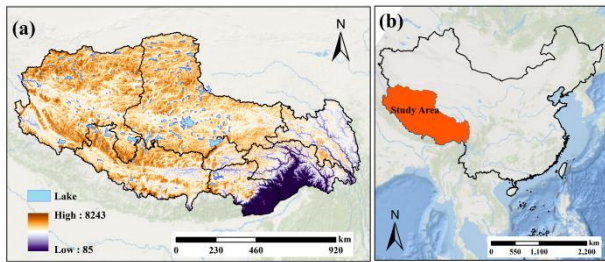 (a)
N
Lake
High : 8243
Low : 85
km
0 230 460 920
(b)
Study Area
N
km
0 550 1,100 2,200